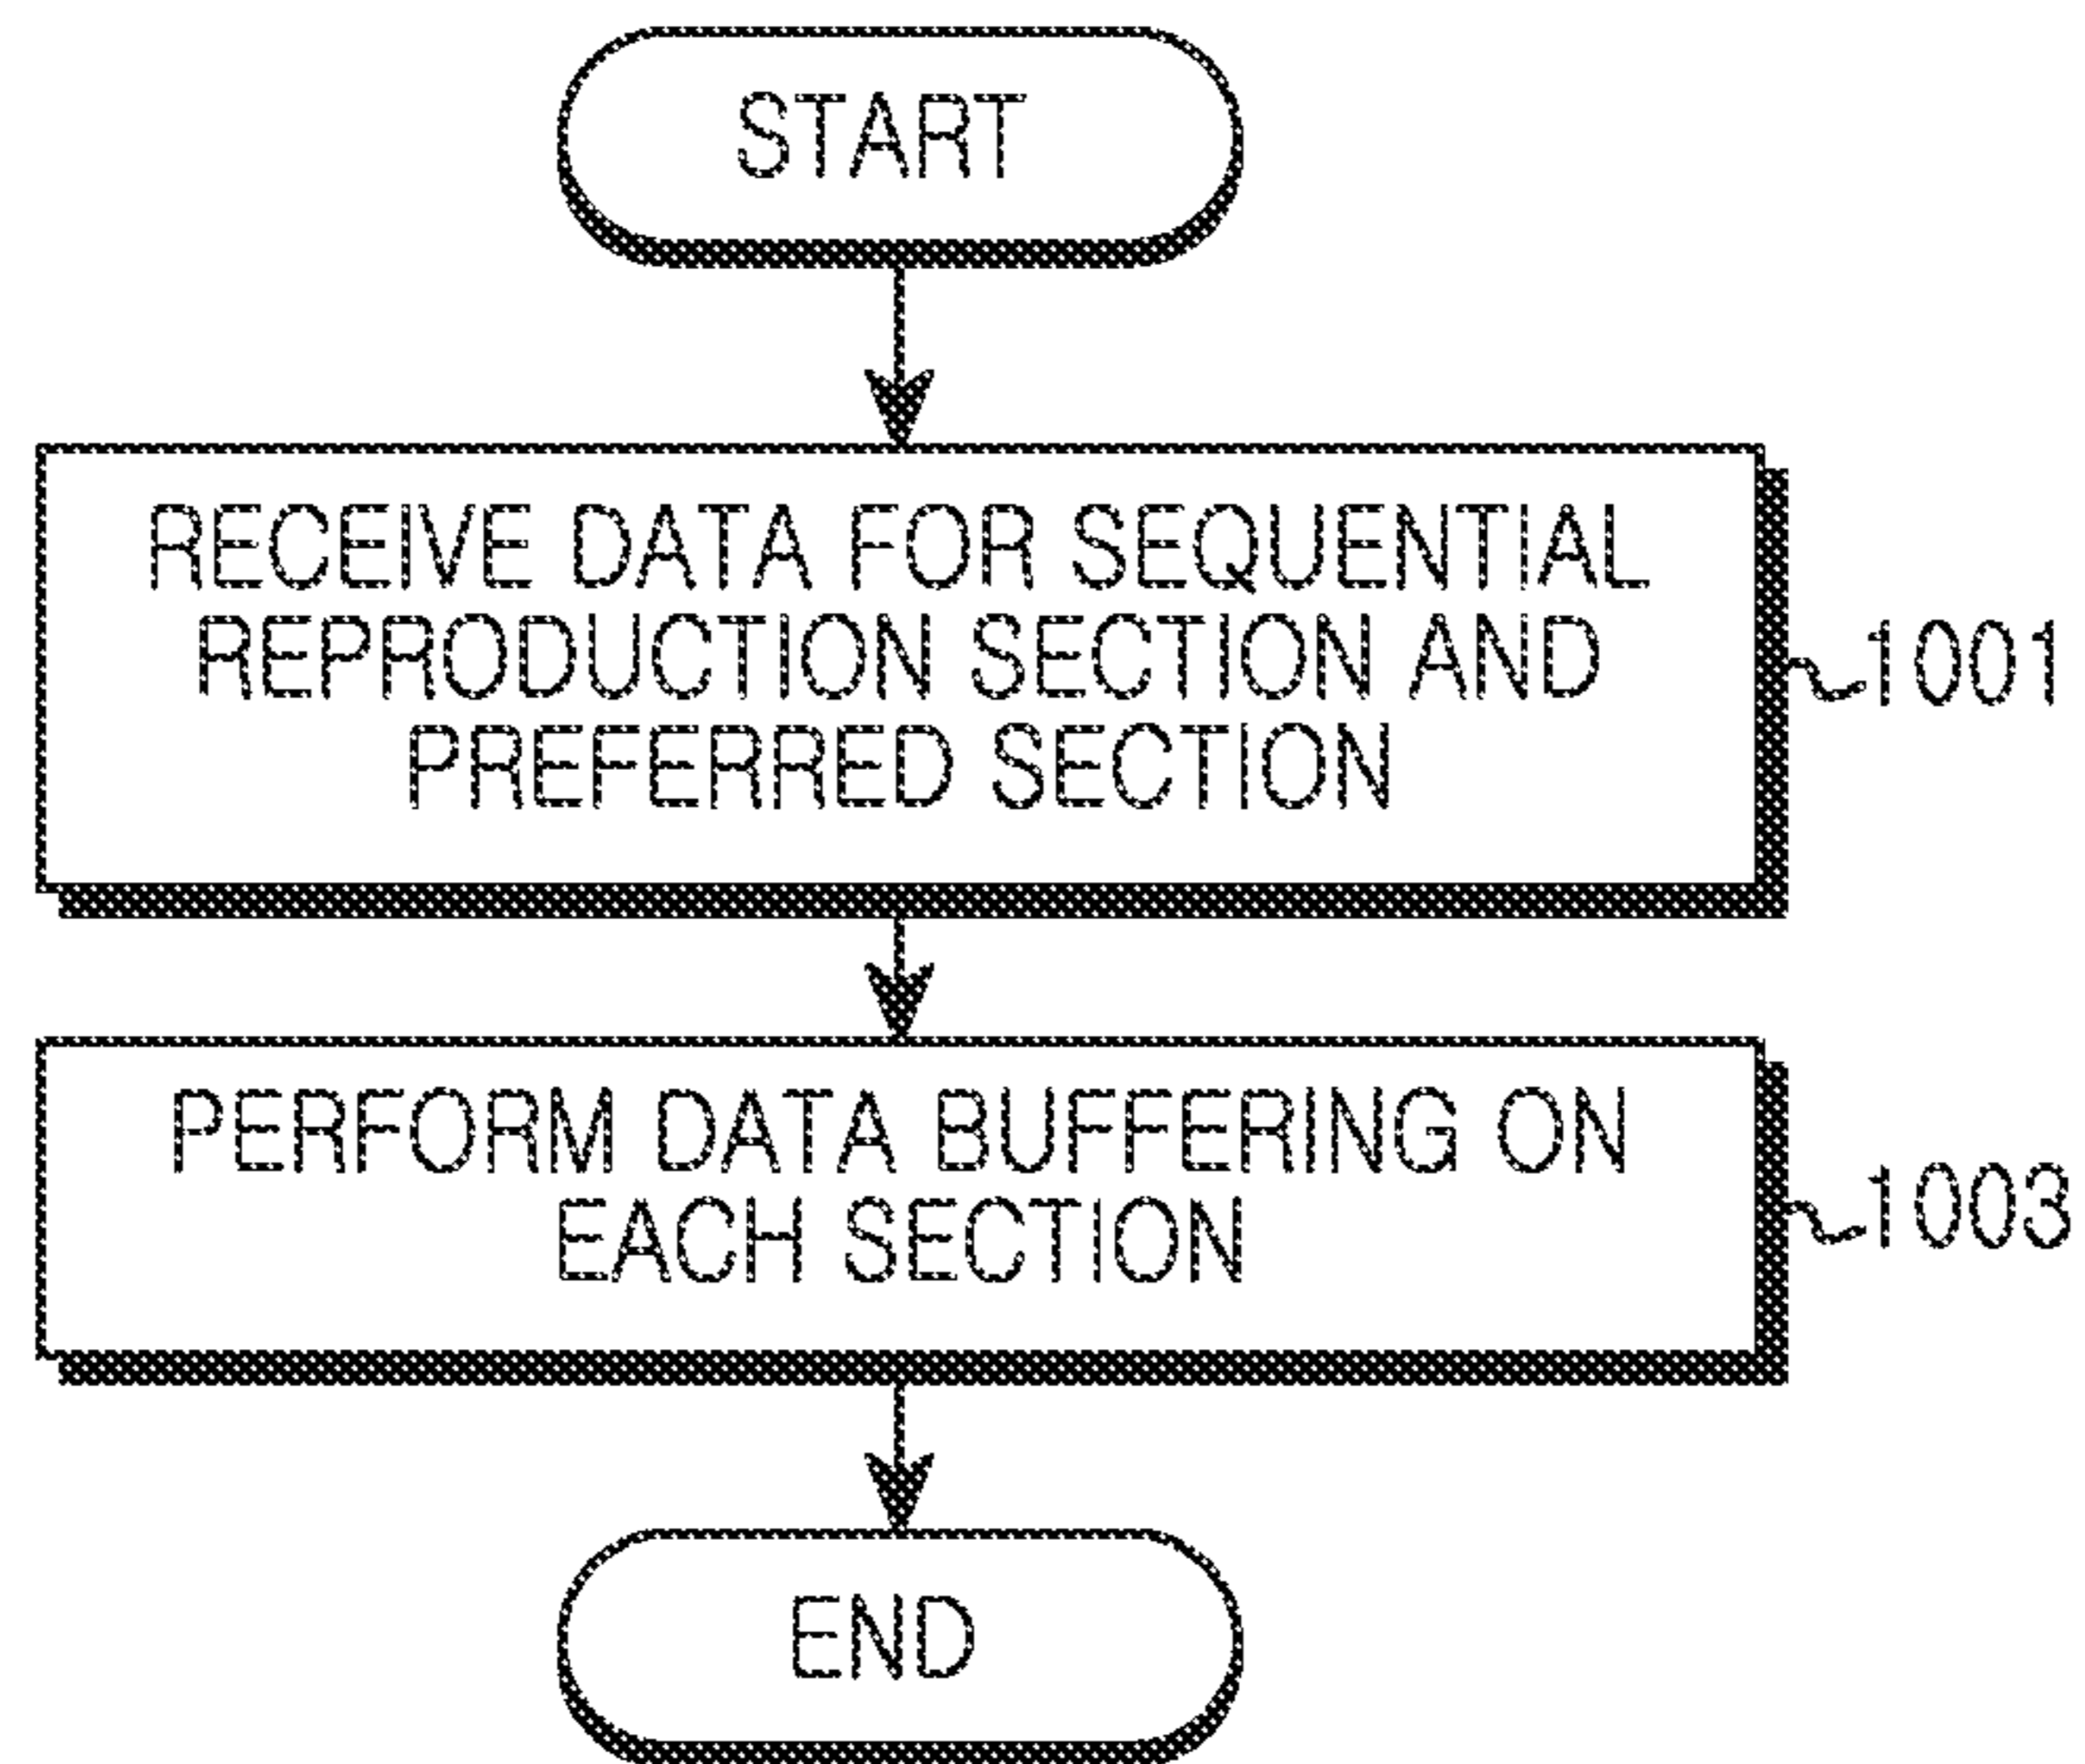 START
RECEIVE DATA FOR SEQUENTIAL
REPRODUCTION SECTION AND
PREFERRED SECTION
1001
PERFORM DATA BUFFERING ON
EACH SECTION
1003
END